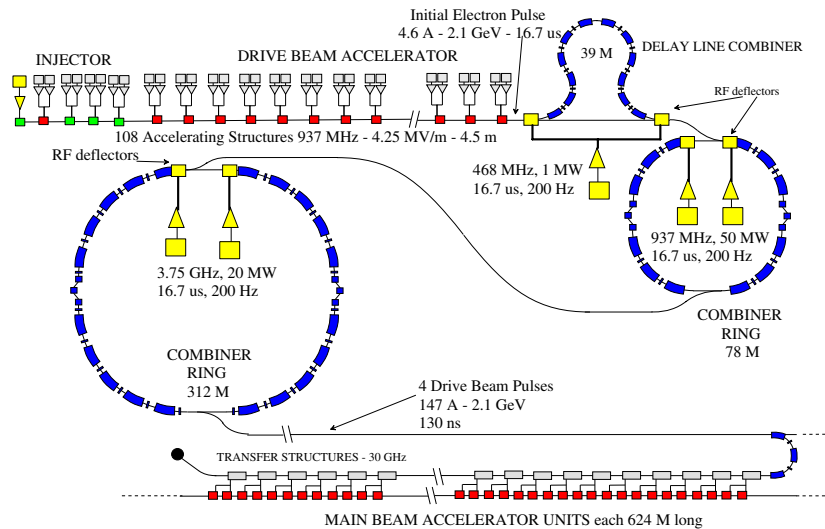 Initial Electron Pulse
4.6 A - 2.1 GeV - 16.7 us
INJECTOR
DRIVE BEAM ACCELERATOR
39 M
DELAY LINE COMBINER
RF deflectors
108 Accelerating Structures 937 MHz - 4.25 MV/m - 4.5 m
RF deflectors
468 MHz, 1 MW
16.7 us, 200 Hz
937 MHz, 50 MW
16.7 us, 200 Hz
3.75 GHz, 20 MW
16.7 us, 200 Hz
COMBINER
RING
78 M
COMBINER
RING
312 M
4 Drive Beam Pulses
147 A - 2.1 GeV
130 ns
TRANSFER STRUCTURES - 30 GHz
MAIN BEAM ACCELERATOR UNITS each 624 M long